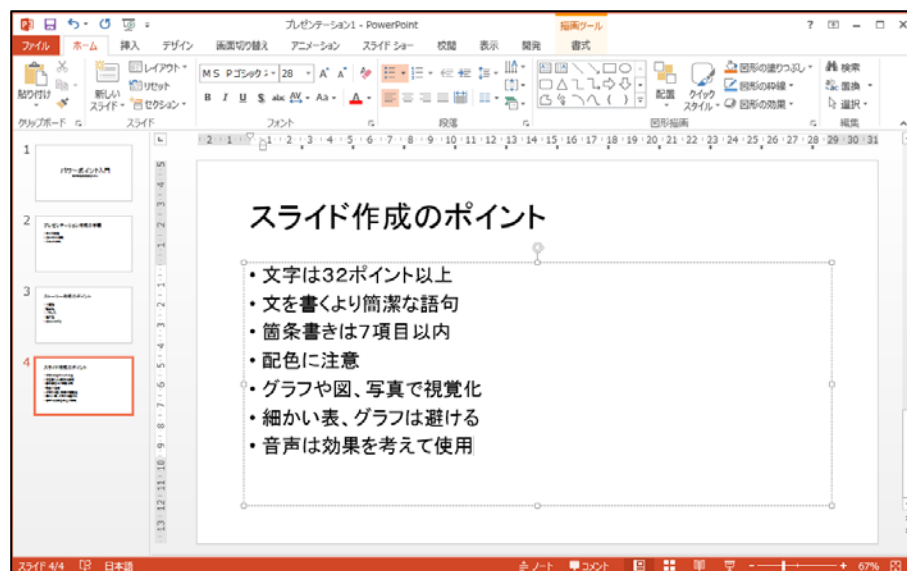 プレゼンテーション1 - PowerPoint
描画ツール
ファイル ホーム 挿入 デザイン 画面切り替え アニメーション スライド ショー 校閲 表示 開発 書式
貼り付け
新しい
スライド
レイアウト
リセット
セクション
MS Pゴシック 28
配置
クイック
スタイル
図形の塗りつぶし
図形の枠線
図形の効果
検索
置換
選択
クリップボード スライド フォント 段落 図形描画 編集
1
パワーポイント入門
2
3
4
スライド作成のポイント
• 文字は32ポイント以上
• 文を書くより簡潔な語句
• 箇条書きは7項目以内
• 配色に注意
• グラフや図、写真で視覚化
• 細かい表、グラフは避ける
• 音声は効果を考えて使用
スライド 4/4 日本語 ノート コメント 67%